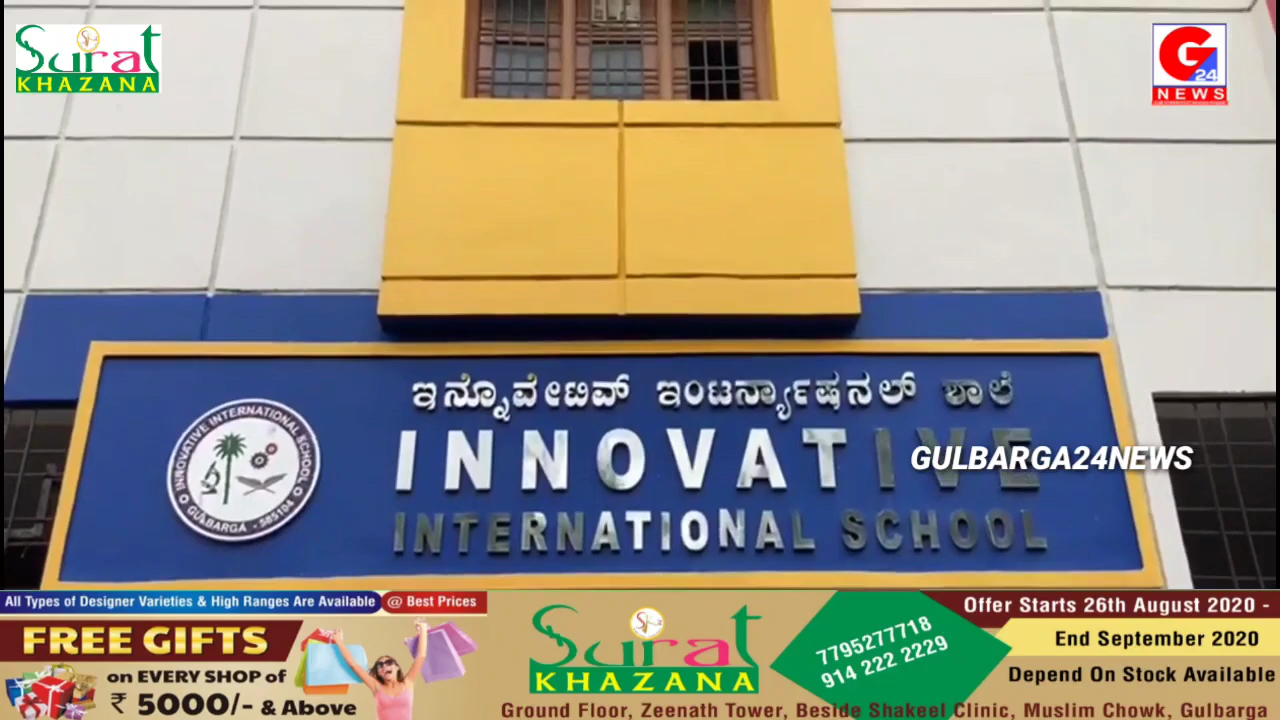 Surat
KHAZANA
G
24
NEWS
ಇನ್ನೊವೇಟಿವ್ ಇಂಟರ್ನ್ಯಾಷನಲ್ ಶಾಲೆ
INNOVATIVE
GULBARGA24NEWS
INTERNATIONAL SCHOOL
INNOVATIVE INTERNATIONAL SCHOOL
GULBARGA - 585104
All Types of Designer Varieties & High Ranges Are Available @ Best Prices
FREE GIFTS
on EVERY SHOP of
₹ 5000/- & Above
Surat
KHAZANA
7795277718
914 222 2229
Offer Starts 26th August 2020 -
End September 2020
Depend On Stock Available
Ground Floor, Zeenath Tower, Beside Shakeel Clinic, Muslim Chowk, Gulbarga